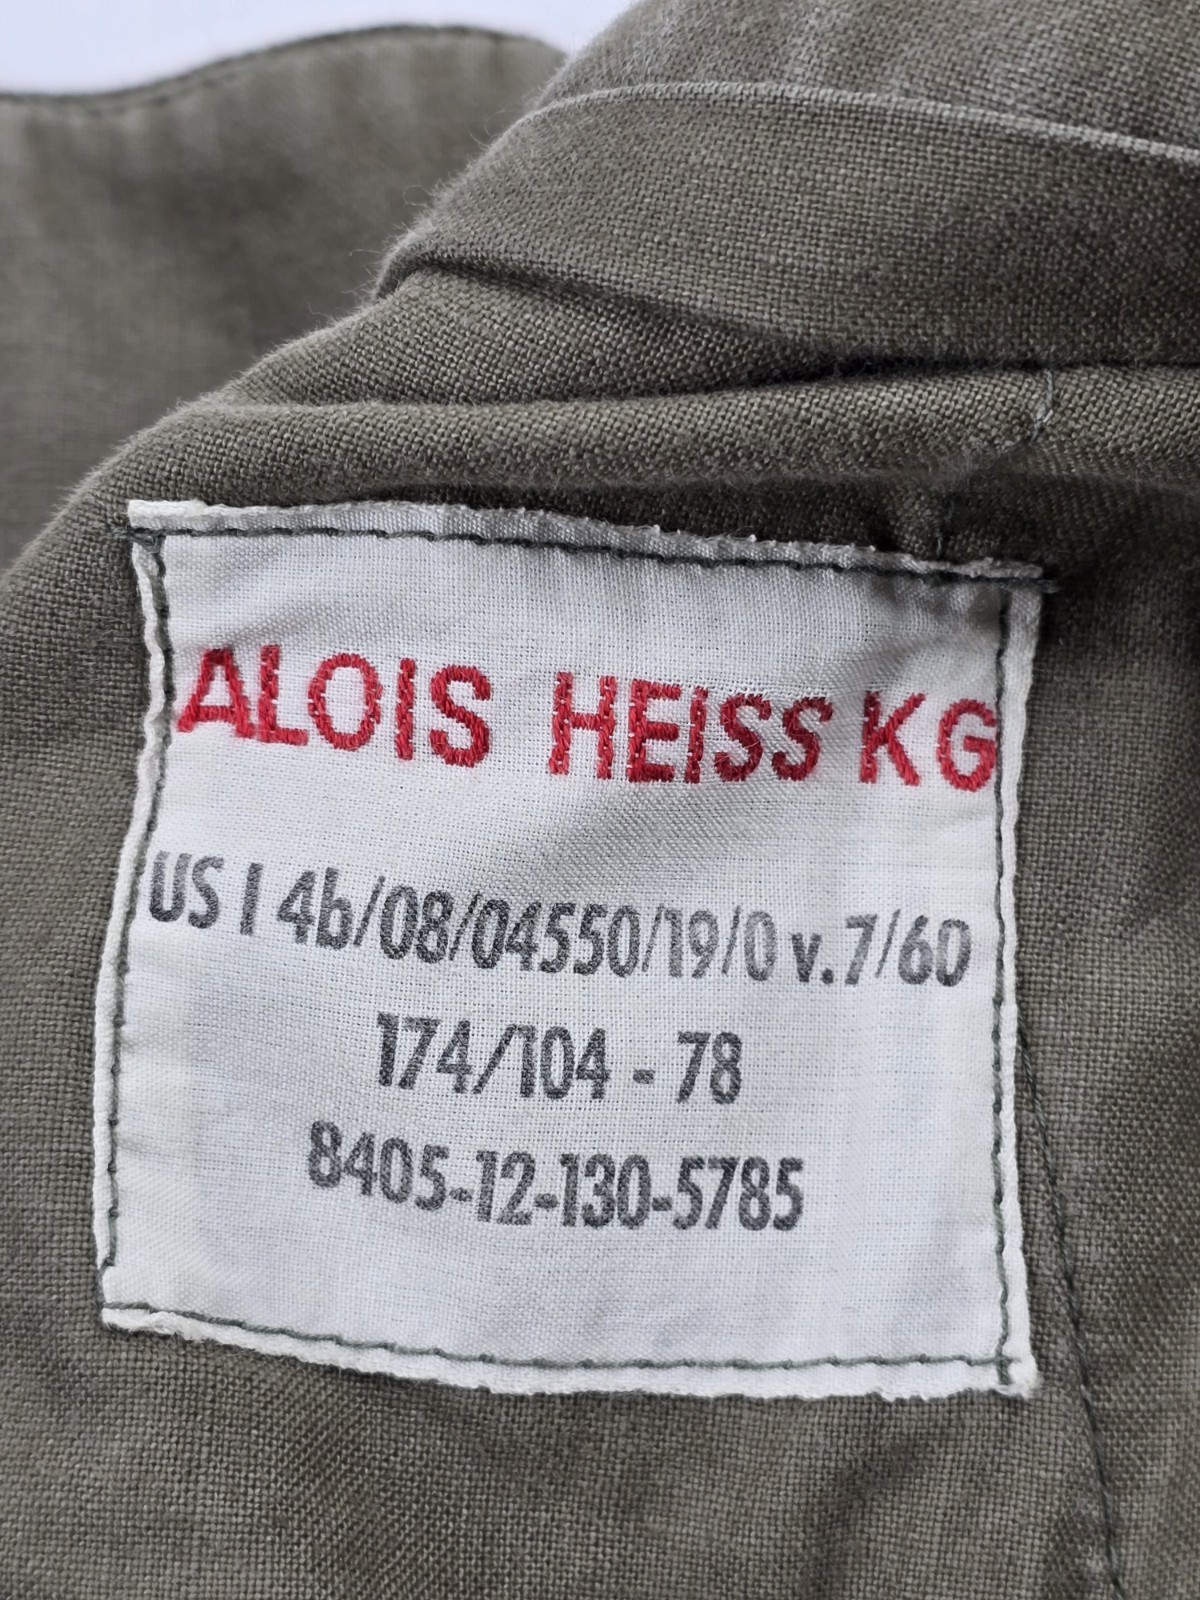 ALOIS HEISS KG
US I 4b/08/04550/19/0 v.7/60
174/104 - 78
8405-12-130-5785